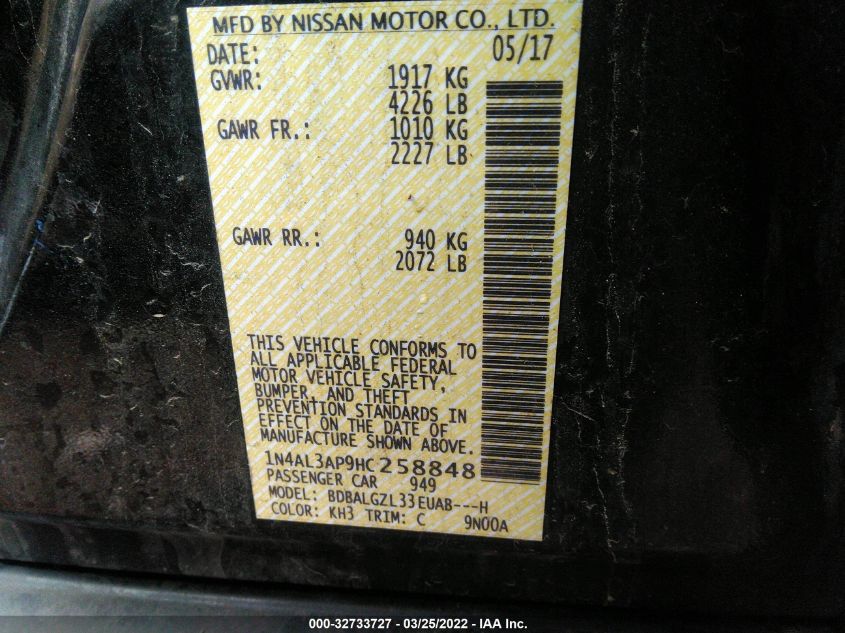 MFD BY NISSAN MOTOR CO., LTD.
DATE: 05/17
GVWR: 1917 KG
4226 LB
GAWR FR.: 1010 KG
2227 LB
GAWR RR.: 940 KG
2072 LB
THIS VEHICLE CONFORMS TO
ALL APPLICABLE FEDERAL
MOTOR VEHICLE SAFETY,
BUMPER, AND THEFT
PREVENTION STANDARDS IN
EFFECT ON THE DATE OF
MANUFACTURE SHOWN ABOVE.
1N4AL3AP9HC258848
PASSENGER CAR 949
MODEL: BDBALGZL33EUAB---H
COLOR: KH3 TRIM: C 9N00A
000-32733727 - 03/25/2022 - IAA Inc.